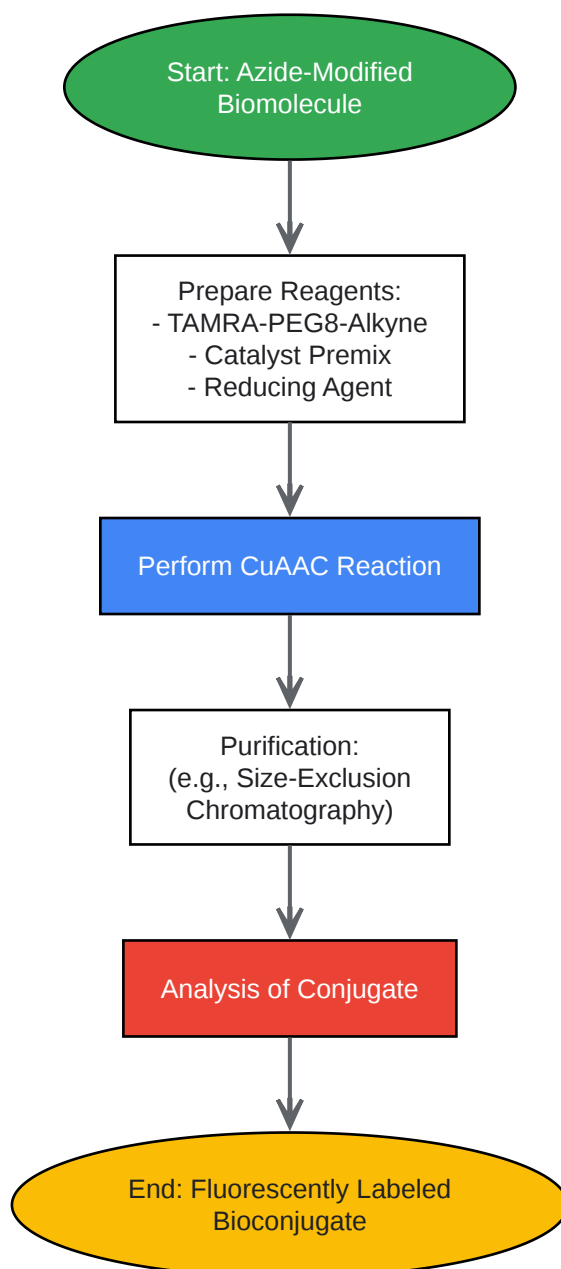 Start: Azide-Modified
Biomolecule
Prepare Reagents:
- TAMRA-PEG8-Alkyne
- Catalyst Premix
- Reducing Agent
Perform CuAAC Reaction
Purification:
(e.g., Size-Exclusion
Chromatography)
Analysis of Conjugate
End: Fluorescently Labeled
Bioconjugate